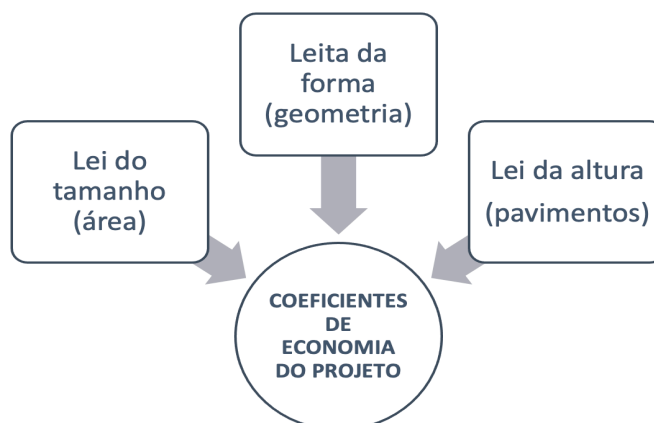 Leita da
forma
(geometria)
Lei do
tamanho
(área)
Lei da altura
(pavimentos)
COEFICIENTES
DE
ECONOMIA
DO PROJETO